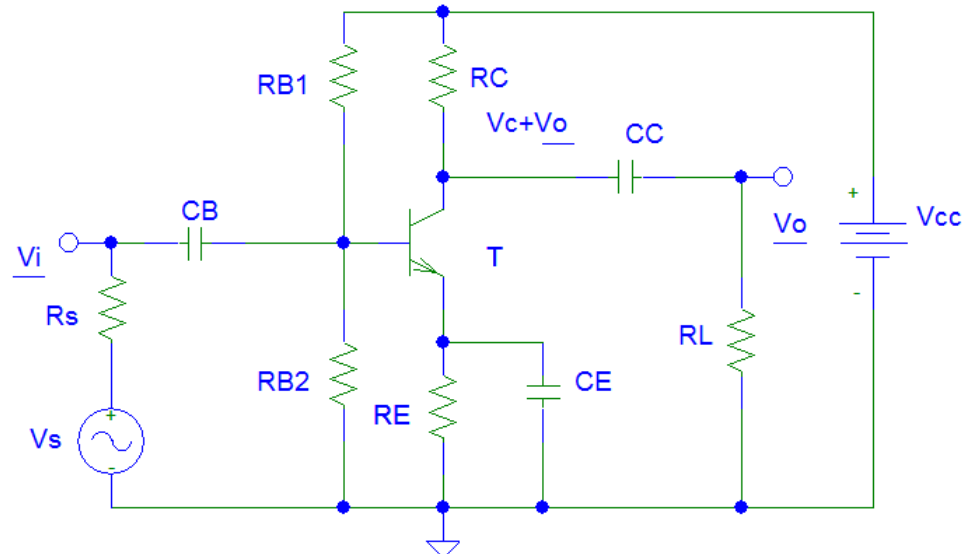 RB1
RC
Vc+Vo
CC
+
Vcc
-
CB
Vi
T
Vo
Rs
RL
RB2
CE
RE
+
Vs
-